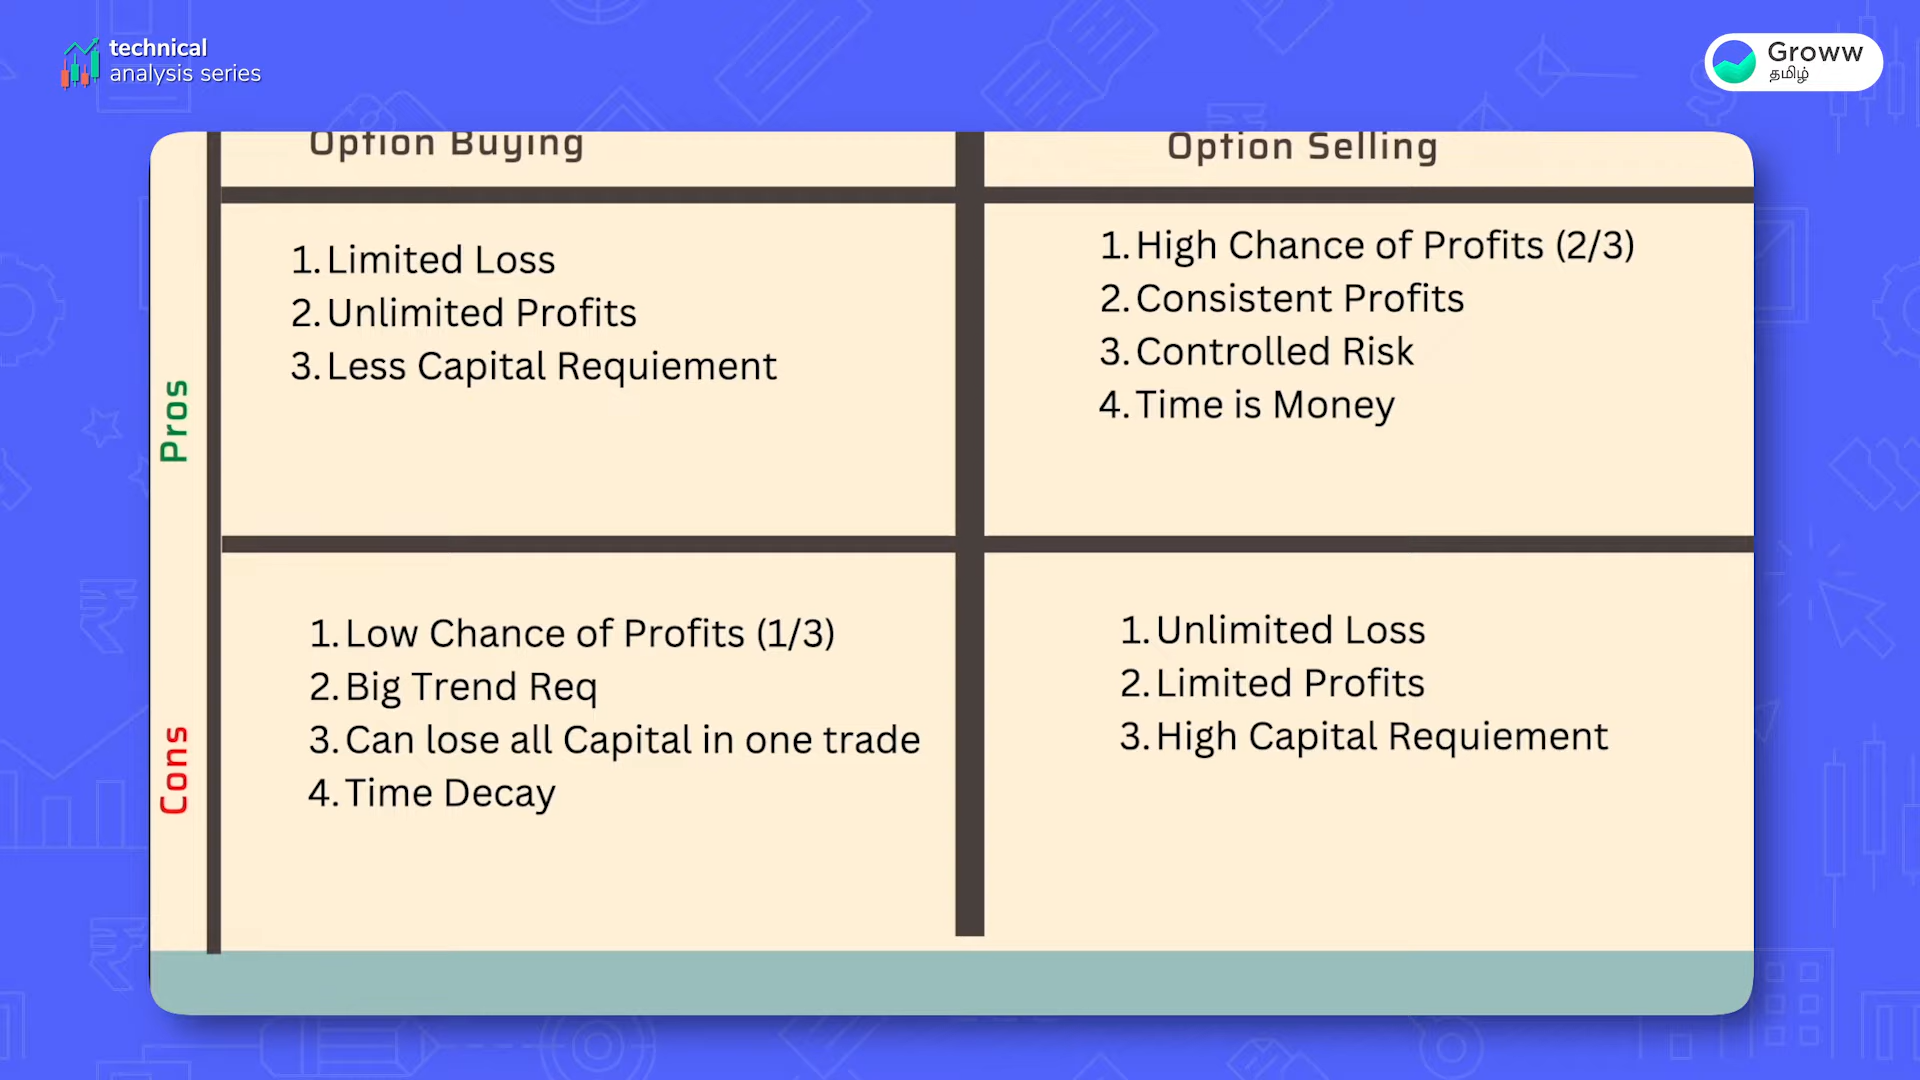 technical
analysis series
Groww
தமிழ்
Option Buying
Option Selling
Pros
1. Limited Loss
2. Unlimited Profits
3. Less Capital Requiement
1. High Chance of Profits (2/3)
2. Consistent Profits
3. Controlled Risk
4. Time is Money
Cons
1. Low Chance of Profits (1/3)
2. Big Trend Req
3. Can lose all Capital in one trade
4. Time Decay
1. Unlimited Loss
2. Limited Profits
3. High Capital Requiement